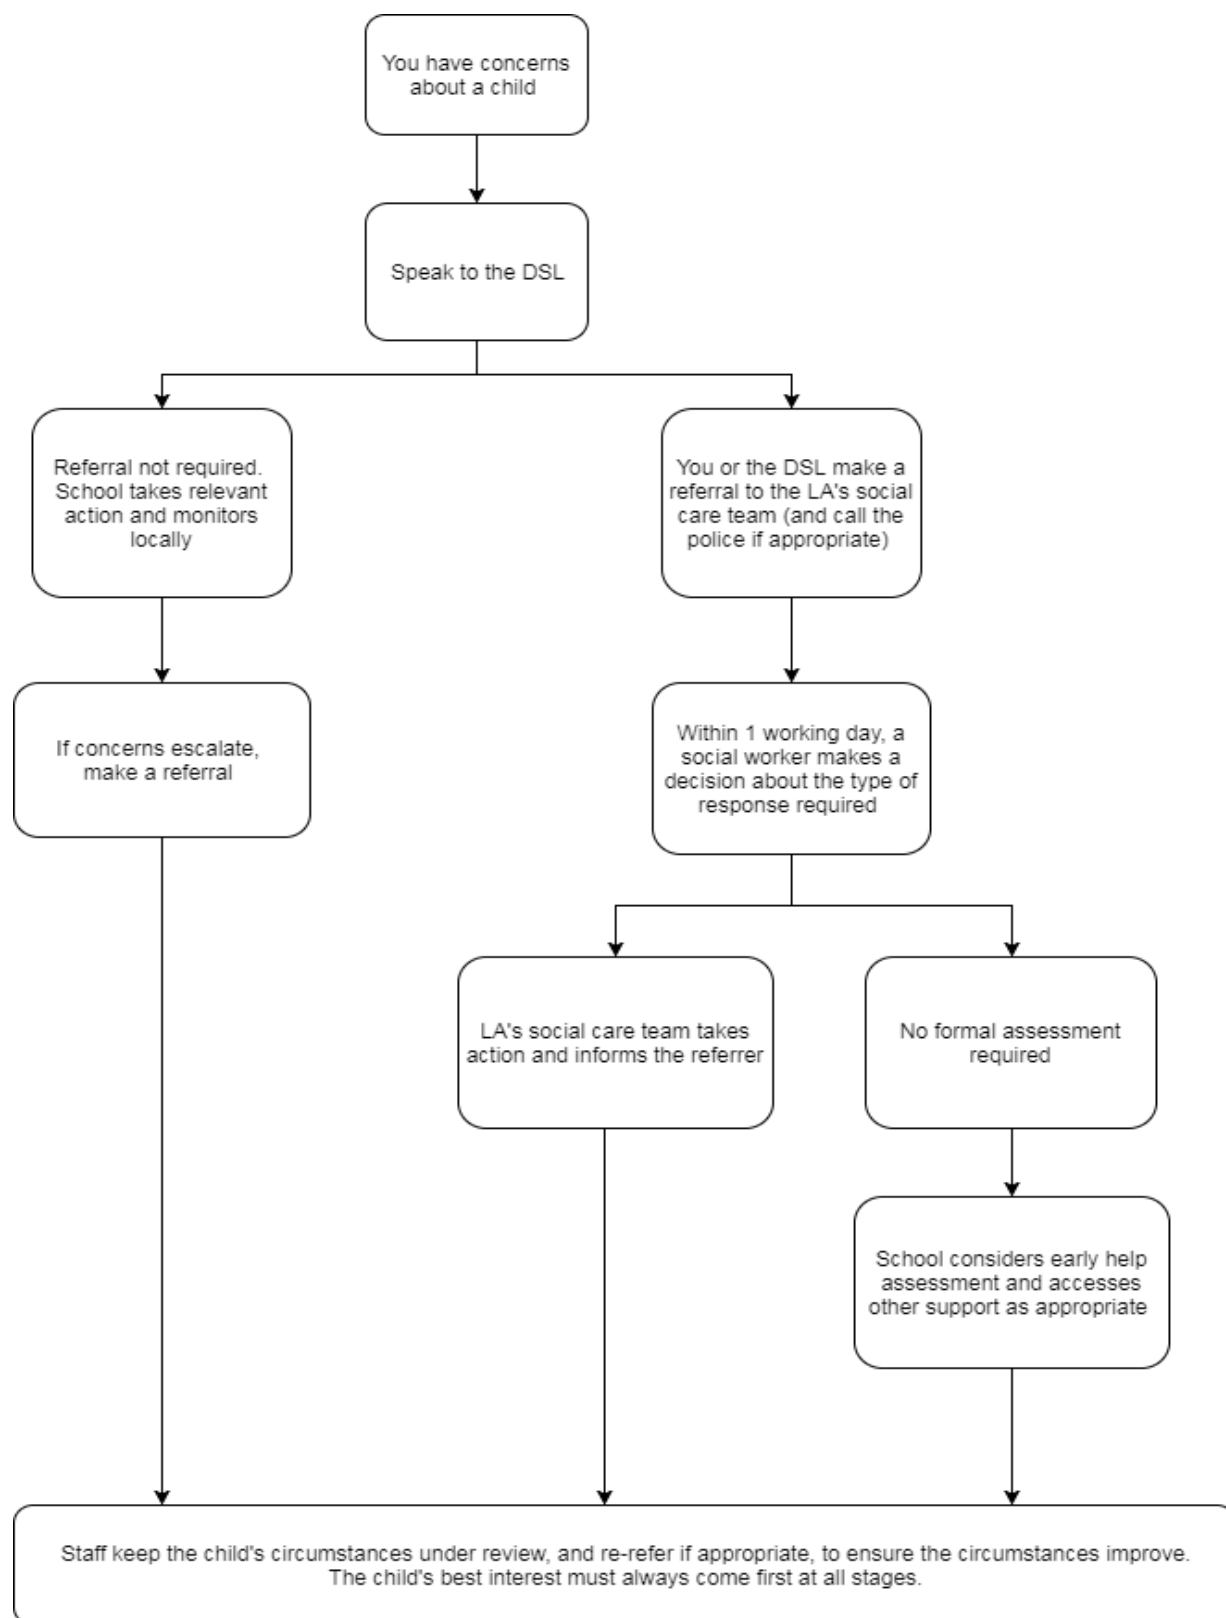 You have concerns
about a child
Speak to the DSL
Referral not required.
School takes relevant
action and monitors
locally
You or the DSL make a
referral to the LA's social
care team (and call the
police if appropriate)
If concerns escalate,
make a referral
Within 1 working day, a
social worker makes a
decision about the type of
response required
LA's social care team takes
action and informs the referrer
No formal assessment
required
School considers early help
assessment and accesses
other support as appropriate
Staff keep the child's circumstances under review, and re-refer if appropriate, to ensure the circumstances improve.
The child's best interest must always come first at all stages.